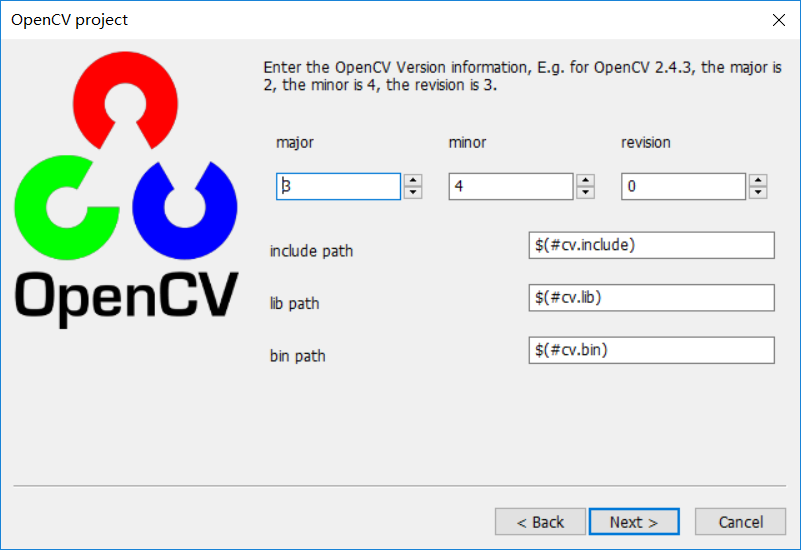 OpenCV project
Enter the OpenCV Version information, E.g. for OpenCV 2.4.3, the major is
2, the minor is 4, the revision is 3.
major minor revision
3 4 0
include path $(#cv.include)
lib path $(#cv.lib)
bin path $(#cv.bin)
OpenCV
< Back Next > Cancel